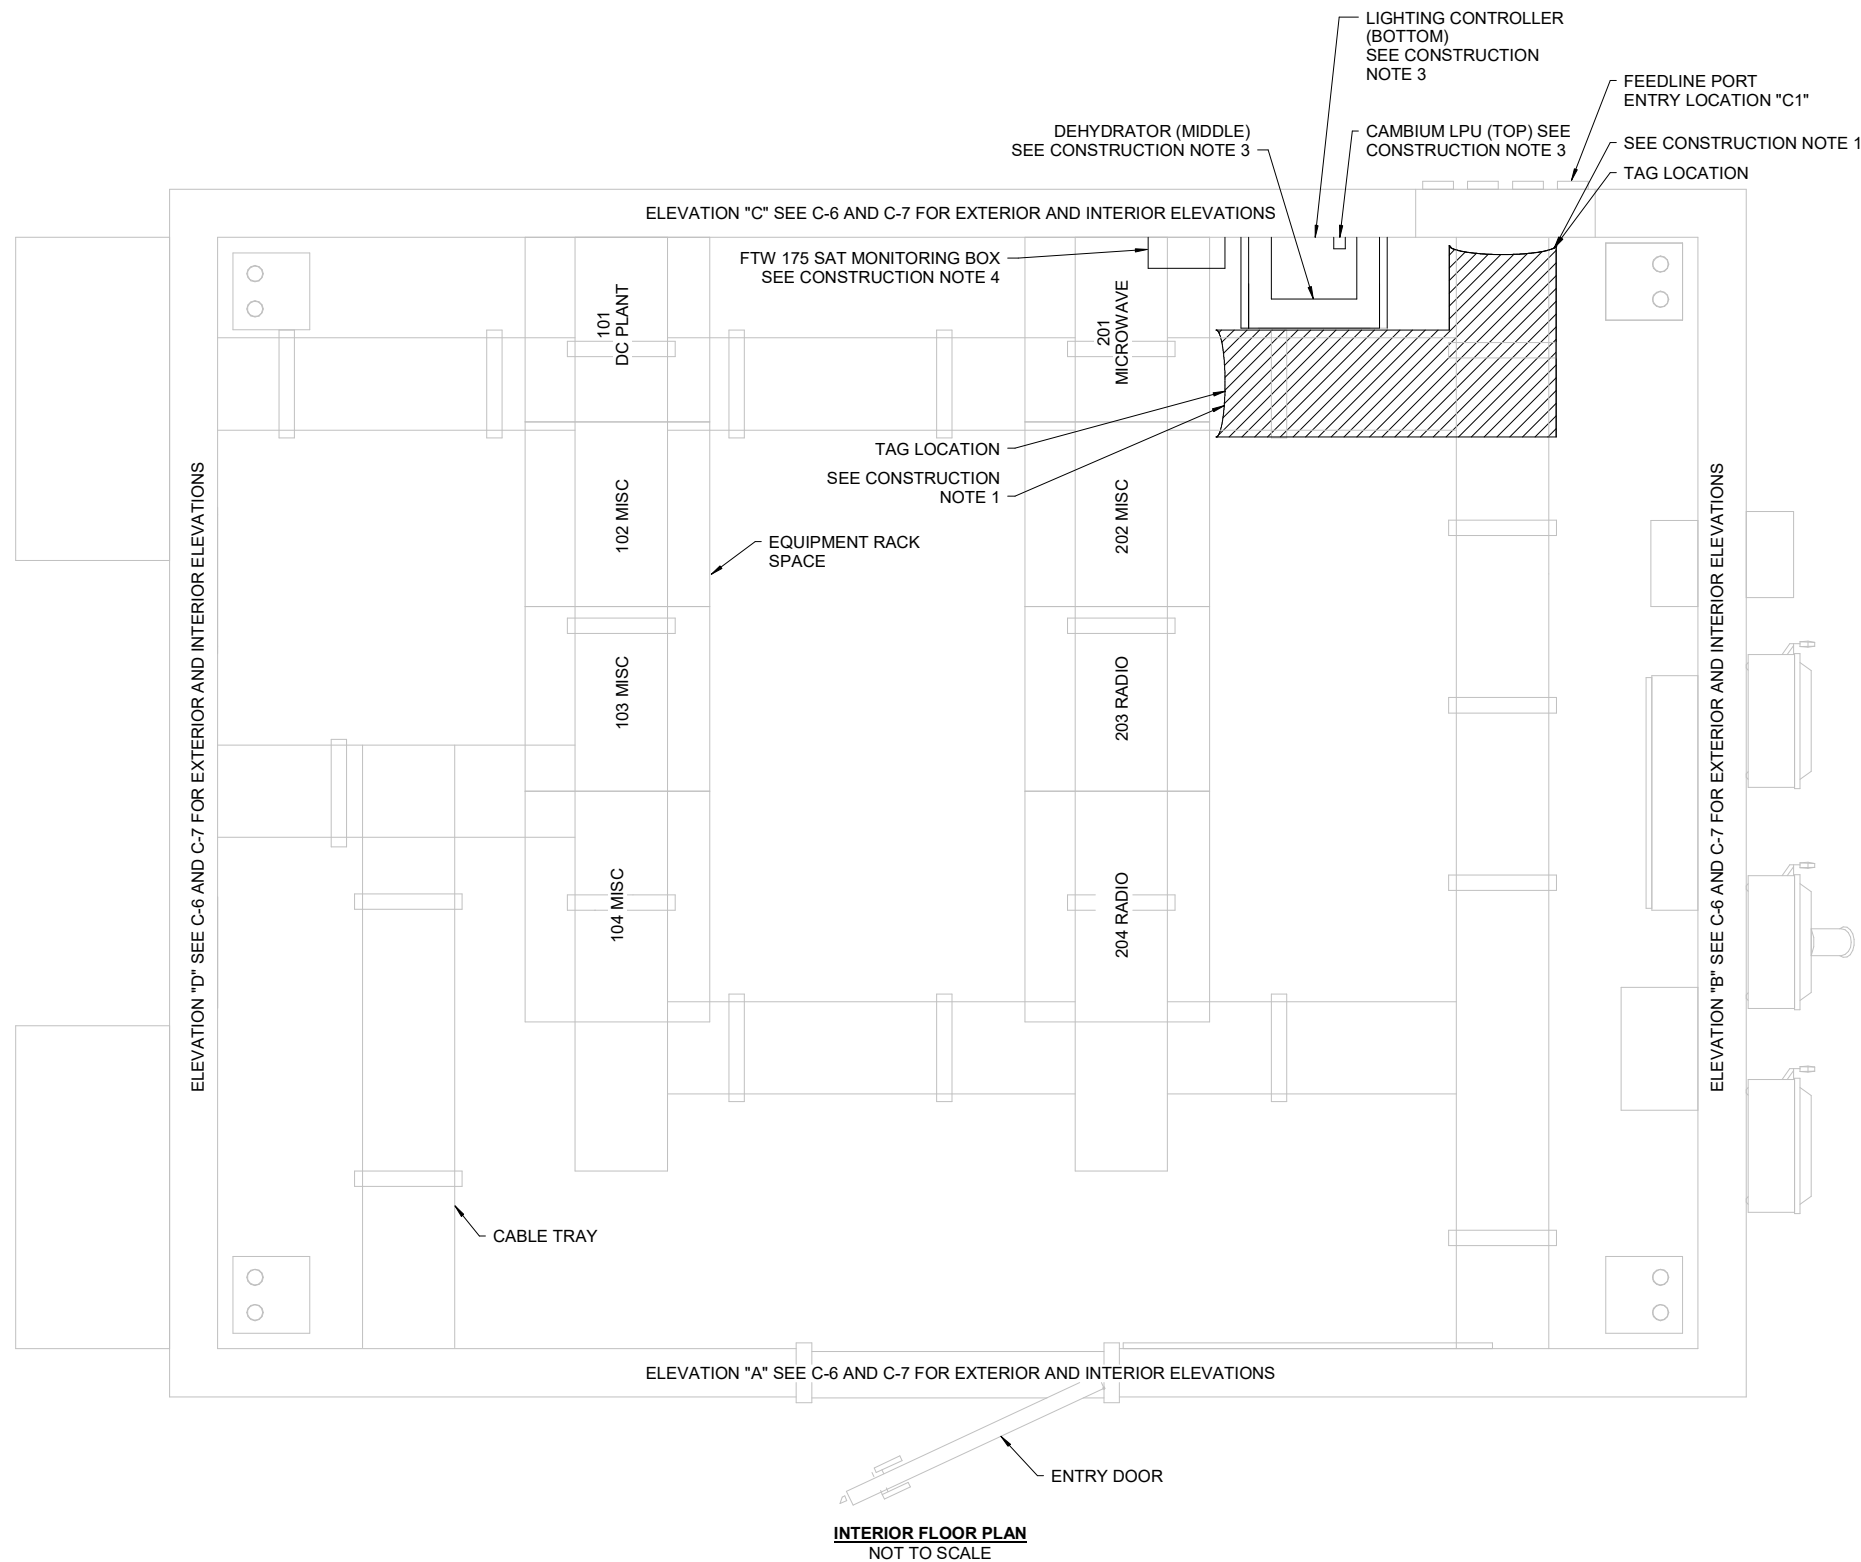 LIGHTING CONTROLLER
(BOTTOM)
SEE CONSTRUCTION
NOTE 3
FEEDLINE PORT
ENTRY LOCATION "C1"
DEHYDRATOR (MIDDLE)
SEE CONSTRUCTION NOTE 3
CAMBIUM LPU (TOP) SEE
CONSTRUCTION NOTE 3
SEE CONSTRUCTION NOTE 1
TAG LOCATION
ELEVATION "C" SEE C-6 AND C-7 FOR EXTERIOR AND INTERIOR ELEVATIONS
FTW 175 SAT MONITORING BOX
SEE CONSTRUCTION NOTE 4
101
DC PLANT
201
MICROWAVE
TAG LOCATION
SEE CONSTRUCTION
NOTE 1
102 MISC
202 MISC
EQUIPMENT RACK
SPACE
ELEVATION "D" SEE C-6 AND C-7 FOR EXTERIOR AND INTERIOR ELEVATIONS
ELEVATION "B" SEE C-6 AND C-7 FOR EXTERIOR AND INTERIOR ELEVATIONS
103 MISC
203 RADIO
104 MISC
204 RADIO
CABLE TRAY
ELEVATION "A" SEE C-6 AND C-7 FOR EXTERIOR AND INTERIOR ELEVATIONS
ENTRY DOOR
INTERIOR FLOOR PLAN
NOT TO SCALE